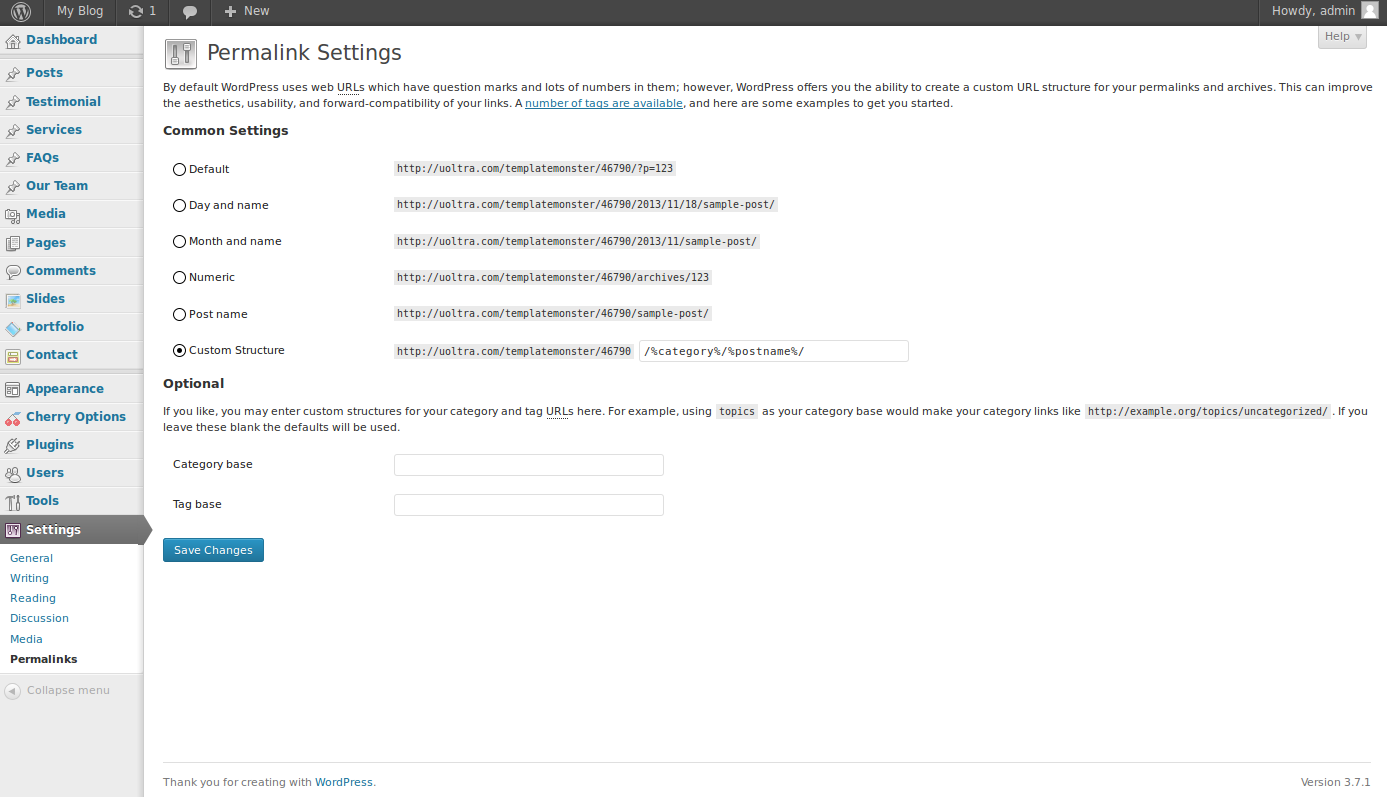 My Blog 1 New Howdy, admin
Dashboard
Posts
Testimonial
Services
FAQs
Our Team
Media
Pages
Comments
Slides
Portfolio
Contact
Appearance
Cherry Options
Plugins
Users
Tools
Settings
General
Writing
Reading
Discussion
Media
Permalinks
Collapse menu
Help
Permalink Settings
By default WordPress uses web URLs which have question marks and lots of numbers in them; however, WordPress offers you the ability to create a custom URL structure for your permalinks and archives. This can improve
the aesthetics, usability, and forward-compatibility of your links. A number of tags are available, and here are some examples to get you started.
Common Settings
Default http://uoltra.com/templatemonster/46790/?p=123
Day and name http://uoltra.com/templatemonster/46790/2013/11/18/sample-post/
Month and name http://uoltra.com/templatemonster/46790/2013/11/sample-post/
Numeric http://uoltra.com/templatemonster/46790/archives/123
Post name http://uoltra.com/templatemonster/46790/sample-post/
Custom Structure http://uoltra.com/templatemonster/46790 /%category%/%postname%/
Optional
If you like, you may enter custom structures for your category and tag URLs here. For example, using topics as your category base would make your category links like http://example.org/topics/uncategorized/ . If you
leave these blank the defaults will be used.
Category base
Tag base
Save Changes
Thank you for creating with WordPress. Version 3.7.1